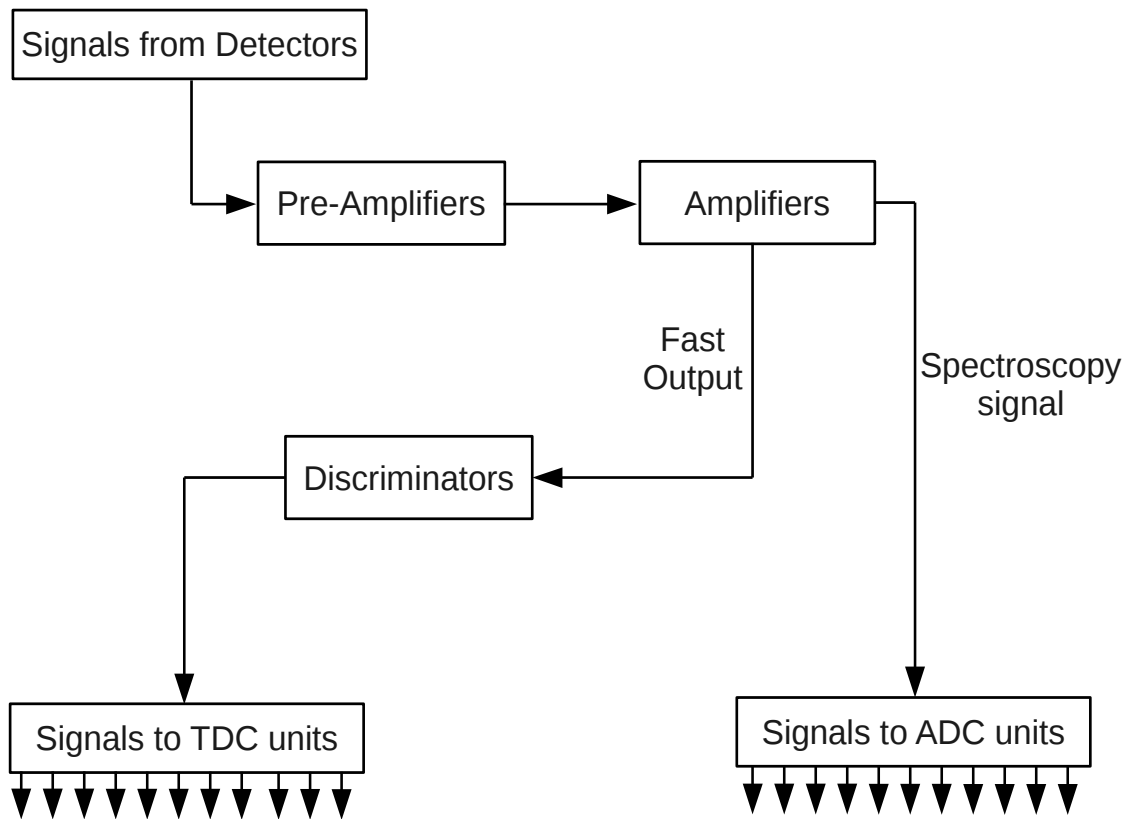 Signals from Detectors
Pre-Amplifiers
Amplifiers
Fast
Output
Spectroscopy
signal
Discriminators
Signals to TDC units
Signals to ADC units